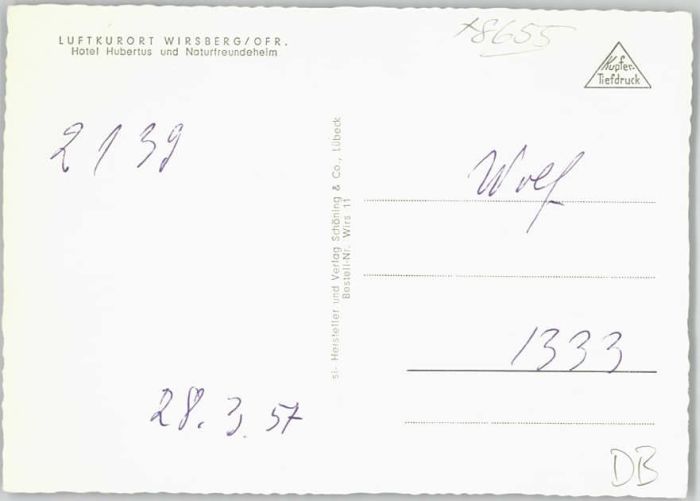 LUFTKURORT WIRSBERG/OFR.
Hotel Hubertus und Naturfreundeheim
x8655
Kupfer-
Tiefdruck
2139
si- Hersteller und Verlag Schöning & Co., Lübeck
Bestell-Nr. Wirs 11
Wolf
1333
28.3.57
DB